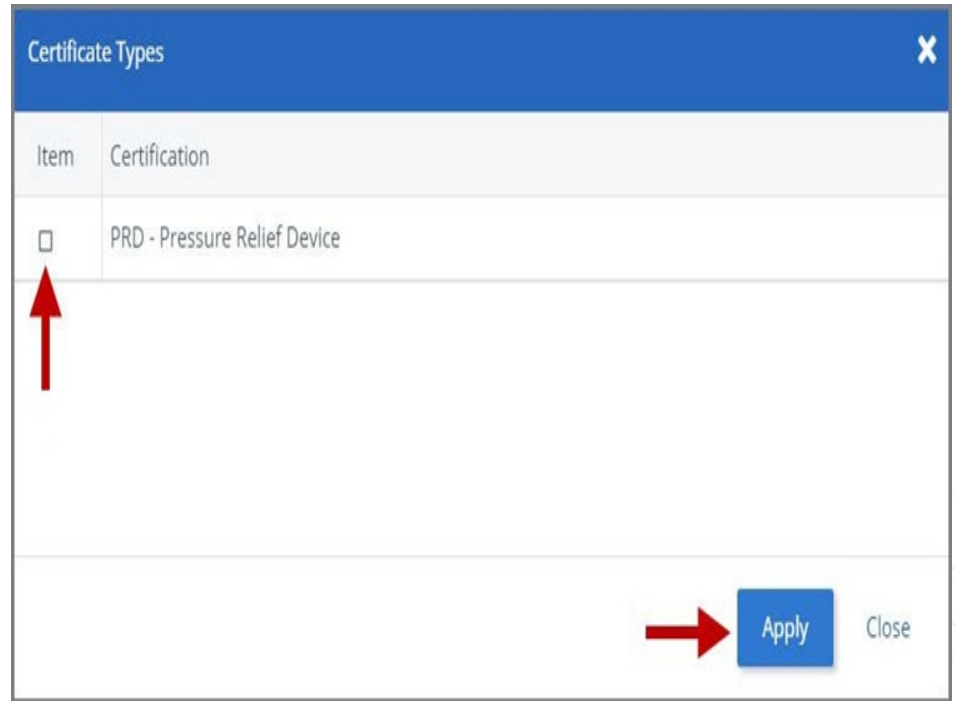 Certificate Types
Item Certification
PRD - Pressure Relief Device
Apply Close